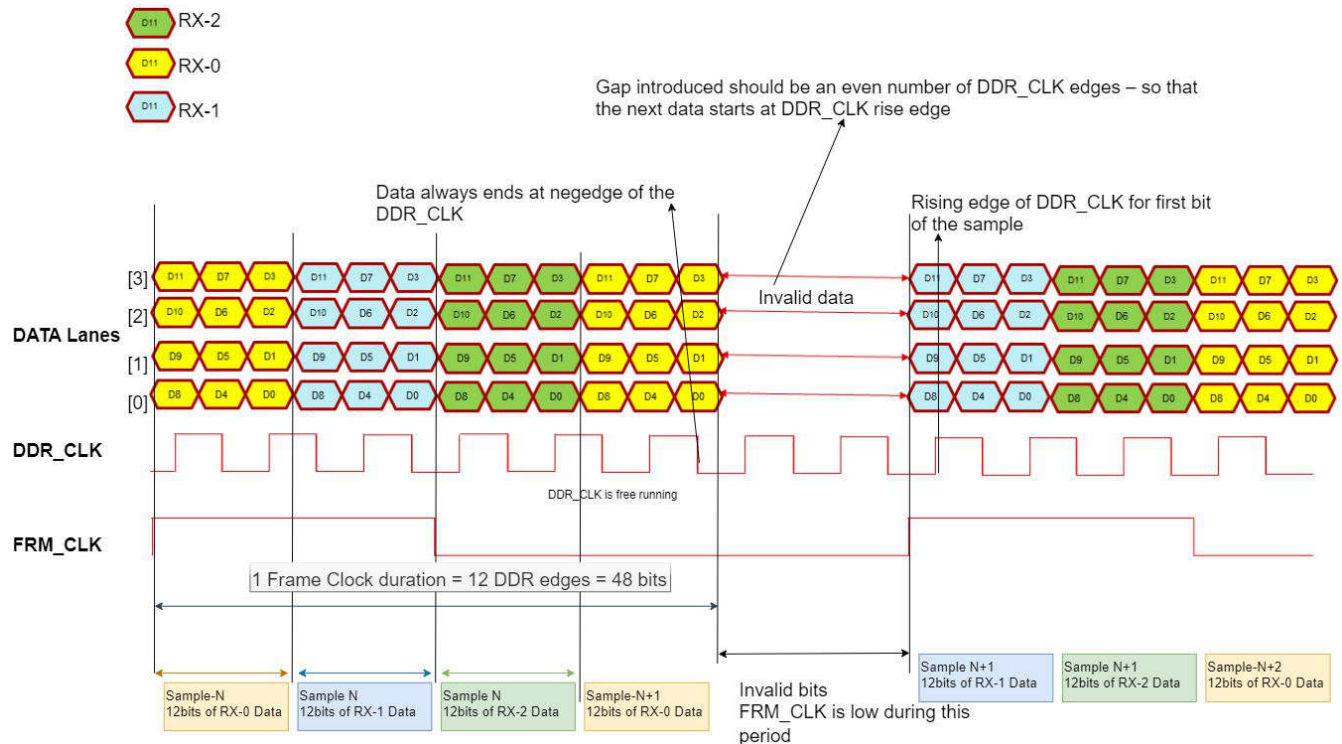 D11 RX-2
D11 RX-0
D11 RX-1
Gap introduced should be an even number of DDR_CLK edges – so that
the next data starts at DDR_CLK rise edge
Data always ends at negedge of the
DDR_CLK
Rising edge of DDR_CLK for first bit
of the sample
[3] D11 D7 D3 D11 D7 D3 D11 D7 D3 D11 D7 D3 D11 D7 D3 D11 D7 D3 D11 D7 D3
Invalid data
[2] D10 D6 D2 D10 D6 D2 D10 D6 D2 D10 D6 D2 D10 D6 D2 D10 D6 D2 D10 D6 D2
DATA Lanes
[1] D9 D5 D1 D9 D5 D1 D9 D5 D1 D9 D5 D1 D9 D5 D1 D9 D5 D1 D9 D5 D1
[0] D8 D4 D0 D8 D4 D0 D8 D4 D0 D8 D4 D0 D8 D4 D0 D8 D4 D0 D8 D4 D0
DDR_CLK
DDR_CLK is free running
FRM_CLK
1 Frame Clock duration = 12 DDR edges = 48 bits
Sample-N
12bits of RX-0 Data
Sample N
12bits of RX-1 Data
Sample N
12bits of RX-2 Data
Sample-N+1
12bits of RX-0 Data
Invalid bits
FRM_CLK is low during this
period
Sample N+1
12bits of RX-1 Data
Sample N+1
12bits of RX-2 Data
Sample-N+2
12bits of RX-0 Data